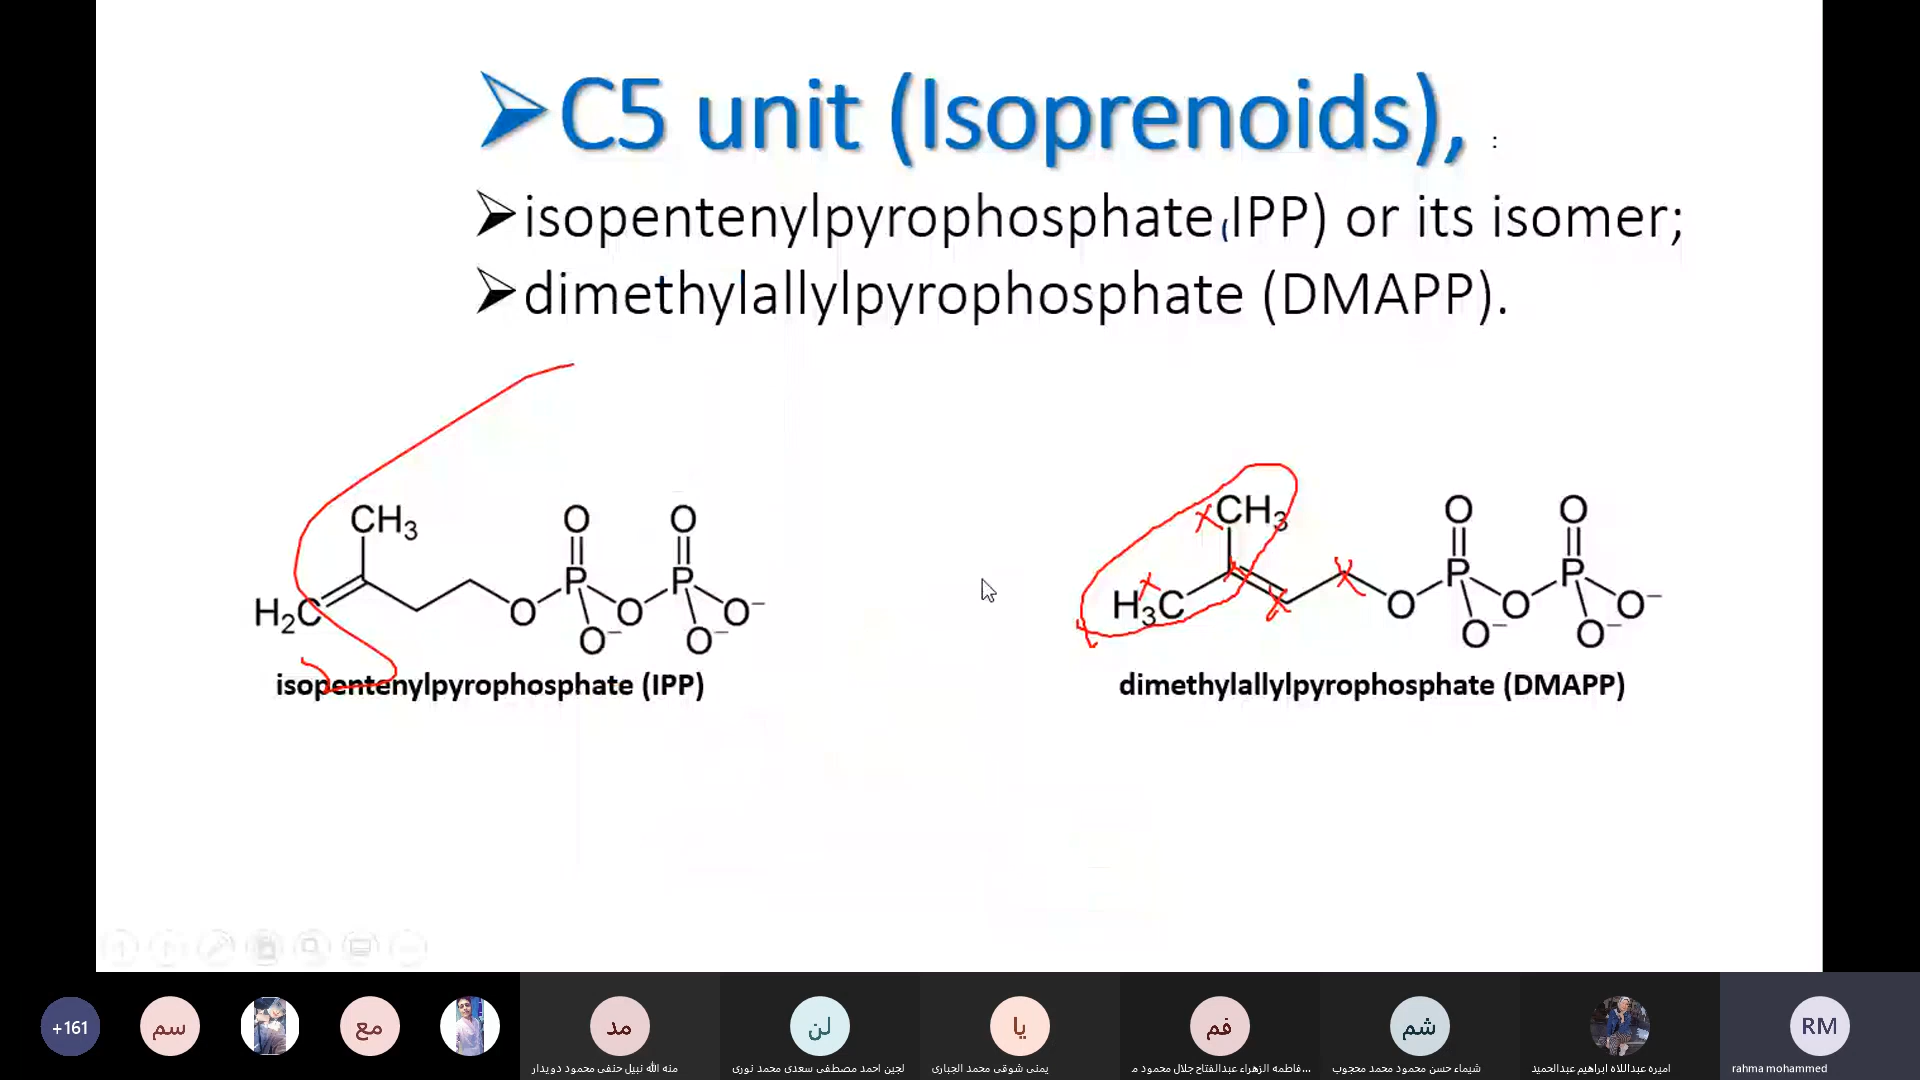 ➢C5 unit (Isoprenoids), :
➢isopentenylpyrophosphate (IPP) or its isomer;
➢dimethylallylpyrophosphate (DMAPP).
CH3
H2C
O
O
P
P
O
O
O
O−
O−
O−
isopentenylpyrophosphate (IPP)
CH3
H3C
O
O
P
P
O
O
O−
O−
O−
dimethylallylpyrophosphate (DMAPP)
+161
سم
مع
مد
لن
يا
فم
شم
RM
منه الله نبيل حنفى محمود دويدار
لجين احمد مصطفى سعدى محمد نورى
يمنى شوقى محمد الجبارى
فاطمه الزهراء عبدالفتاح جلال محمود م...
شيماء حسن محمود محمد محجوب
اميره عبداللاه ابراهيم عبدالحميد
rahma mohammed